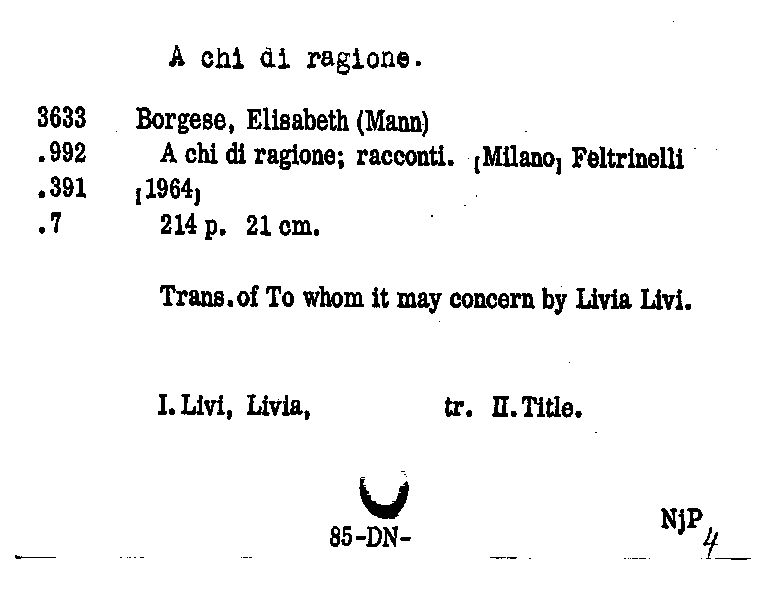 A chi di ragione.
3633 Borgese, Elisabeth (Mann)
.992 A chi di ragione; racconti. [Milano] Feltrinelli
.391 [1964]
.7 214 p. 21 cm.
Trans. of To whom it may concern by Livia Livi.
I. Livi, Livia, tr. II. Title.
85-DN-
NjP 4